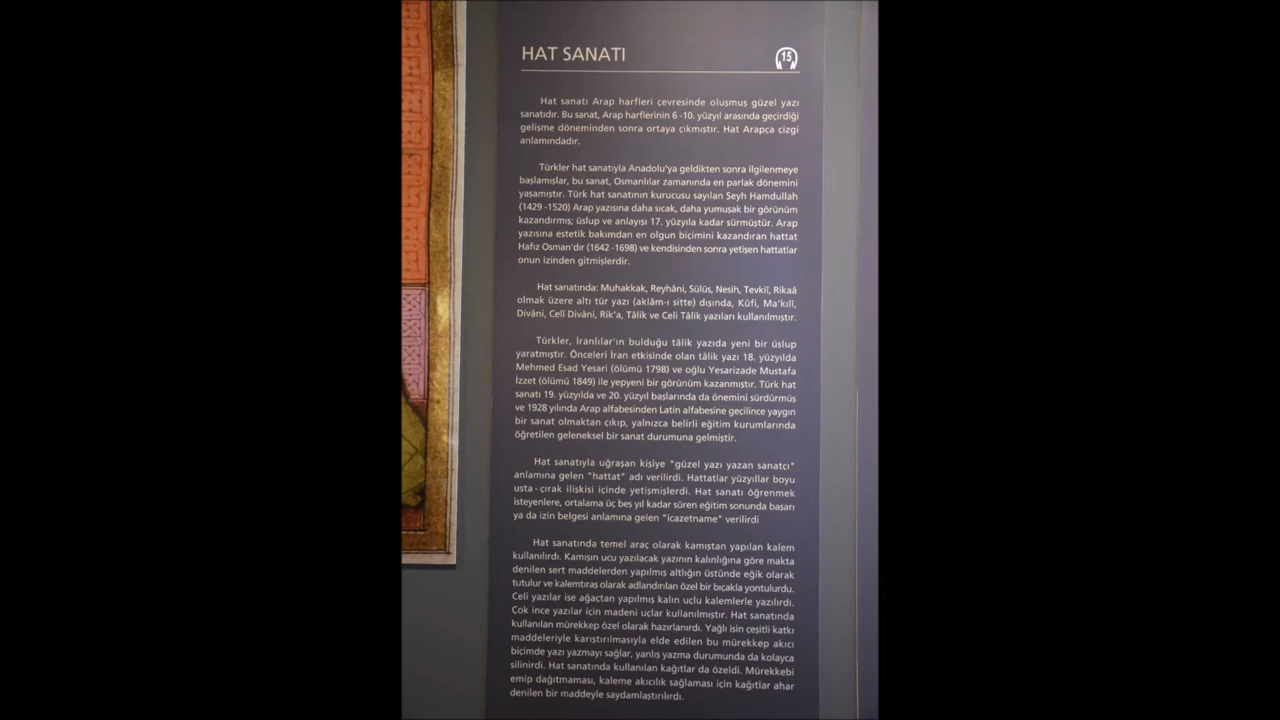 HAT SANATI
15
Hat sanatı Arap harfleri çevresinde oluşmuş güzel yazı
sanatıdır. Bu sanat, Arap harflerinin 6 -10. yüzyıl arasında geçirdiği
gelişme döneminden sonra ortaya çıkmıştır. Hat Arapça çizgi
anlamındadır.
Türkler hat sanatıyla Anadolu'ya geldikten sonra ilgilenmeye
başlamışlar, bu sanat, Osmanlılar zamanında en parlak dönemini
yaşamıştır. Türk hat sanatının kurucusu sayılan Şeyh Hamdullah
(1429 -1520) Arap yazısına daha sıcak, daha yumuşak bir görünüm
kazandırmış; üslup ve anlayışı 17. yüzyıla kadar sürmüştür. Arap
yazısına estetik bakımdan en olgun biçimini kazandıran hattat
Hafız Osman'dır (1642 -1698) ve kendisinden sonra yetişen hattatlar
onun izinden gitmişlerdir.
Hat sanatında: Muhakkak, Reyhâni, Sülüs, Nesih, Tevkiî, Rikaâ
olmak üzere altı tür yazı (aklâm-ı sitte) dışında, Kûfi, Ma'kılî,
Divâni, Celî Divâni, Rik'a, Tâlik ve Celi Tâlik yazıları kullanılmıştır.
Türkler, İranlılar'ın bulduğu tâlik yazıda yeni bir üslup
yaratmıştır. Önceleri İran etkisinde olan tâlik yazı 18. yüzyılda
Mehmed Esad Yesari (ölümü 1798) ve oğlu Yesarizade Mustafa
İzzet (ölümü 1849) ile yepyeni bir görünüm kazanmıştır. Türk hat
sanatı 19. yüzyılda ve 20. yüzyıl başlarında da önemini sürdürmüş
ve 1928 yılında Arap alfabesinden Latin alfabesine geçilince yaygın
bir sanat olmaktan çıkıp, yalnızca belirli eğitim kurumlarında
öğretilen geleneksel bir sanat durumuna gelmiştir.
Hat sanatıyla uğraşan kişiye "güzel yazı yazan sanatçı"
anlamına gelen "hattat" adı verilirdi. Hattatlar yüzyıllar boyu
usta - çırak ilişkisi içinde yetişmişlerdi. Hat sanatı öğrenmek
isteyenlere, ortalama üç beş yıl kadar süren eğitim sonunda başarı
ya da izin belgesi anlamına gelen "icazetname" verilirdi
Hat sanatında temel araç olarak kamıştan yapılan kalem
kullanılırdı. Kamışın ucu yazılacak yazının kalınlığına göre makta
denilen sert maddelerden yapılmış altlığın üstünde eğik olarak
tutulur ve kalemtıraş olarak adlandırılan özel bir bıçakla yontulurdu.
Celi yazılar ise ağaçtan yapılmış kalın uçlu kalemlerle yazılırdı.
Çok ince yazılar için madeni uçlar kullanılmıştır. Hat sanatında
kullanılan mürekkep özel olarak hazırlanırdı. Yağlı isin çeşitli katkı
maddeleriyle karıştırılmasıyla elde edilen bu mürekkep akıcı
biçimde yazı yazmayı sağlar, yanlış yazma durumunda da kolayca
silinirdi. Hat sanatında kullanılan kağıtlar da özeldi. Mürekkebi
emip dağıtmaması, kaleme akıcılık sağlaması için kağıtlar ahar
denilen bir maddeyle saydamlaştırılırdı.